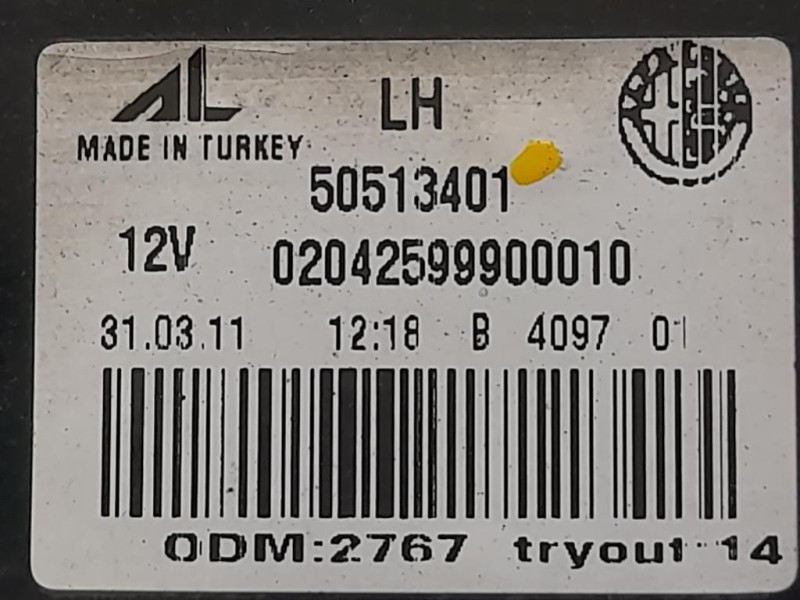 AL LH
MADE IN TURKEY
50513401
12V 02042599900010
31.03.11 12:18 B 4097 01
ODM:2767 tryout 14